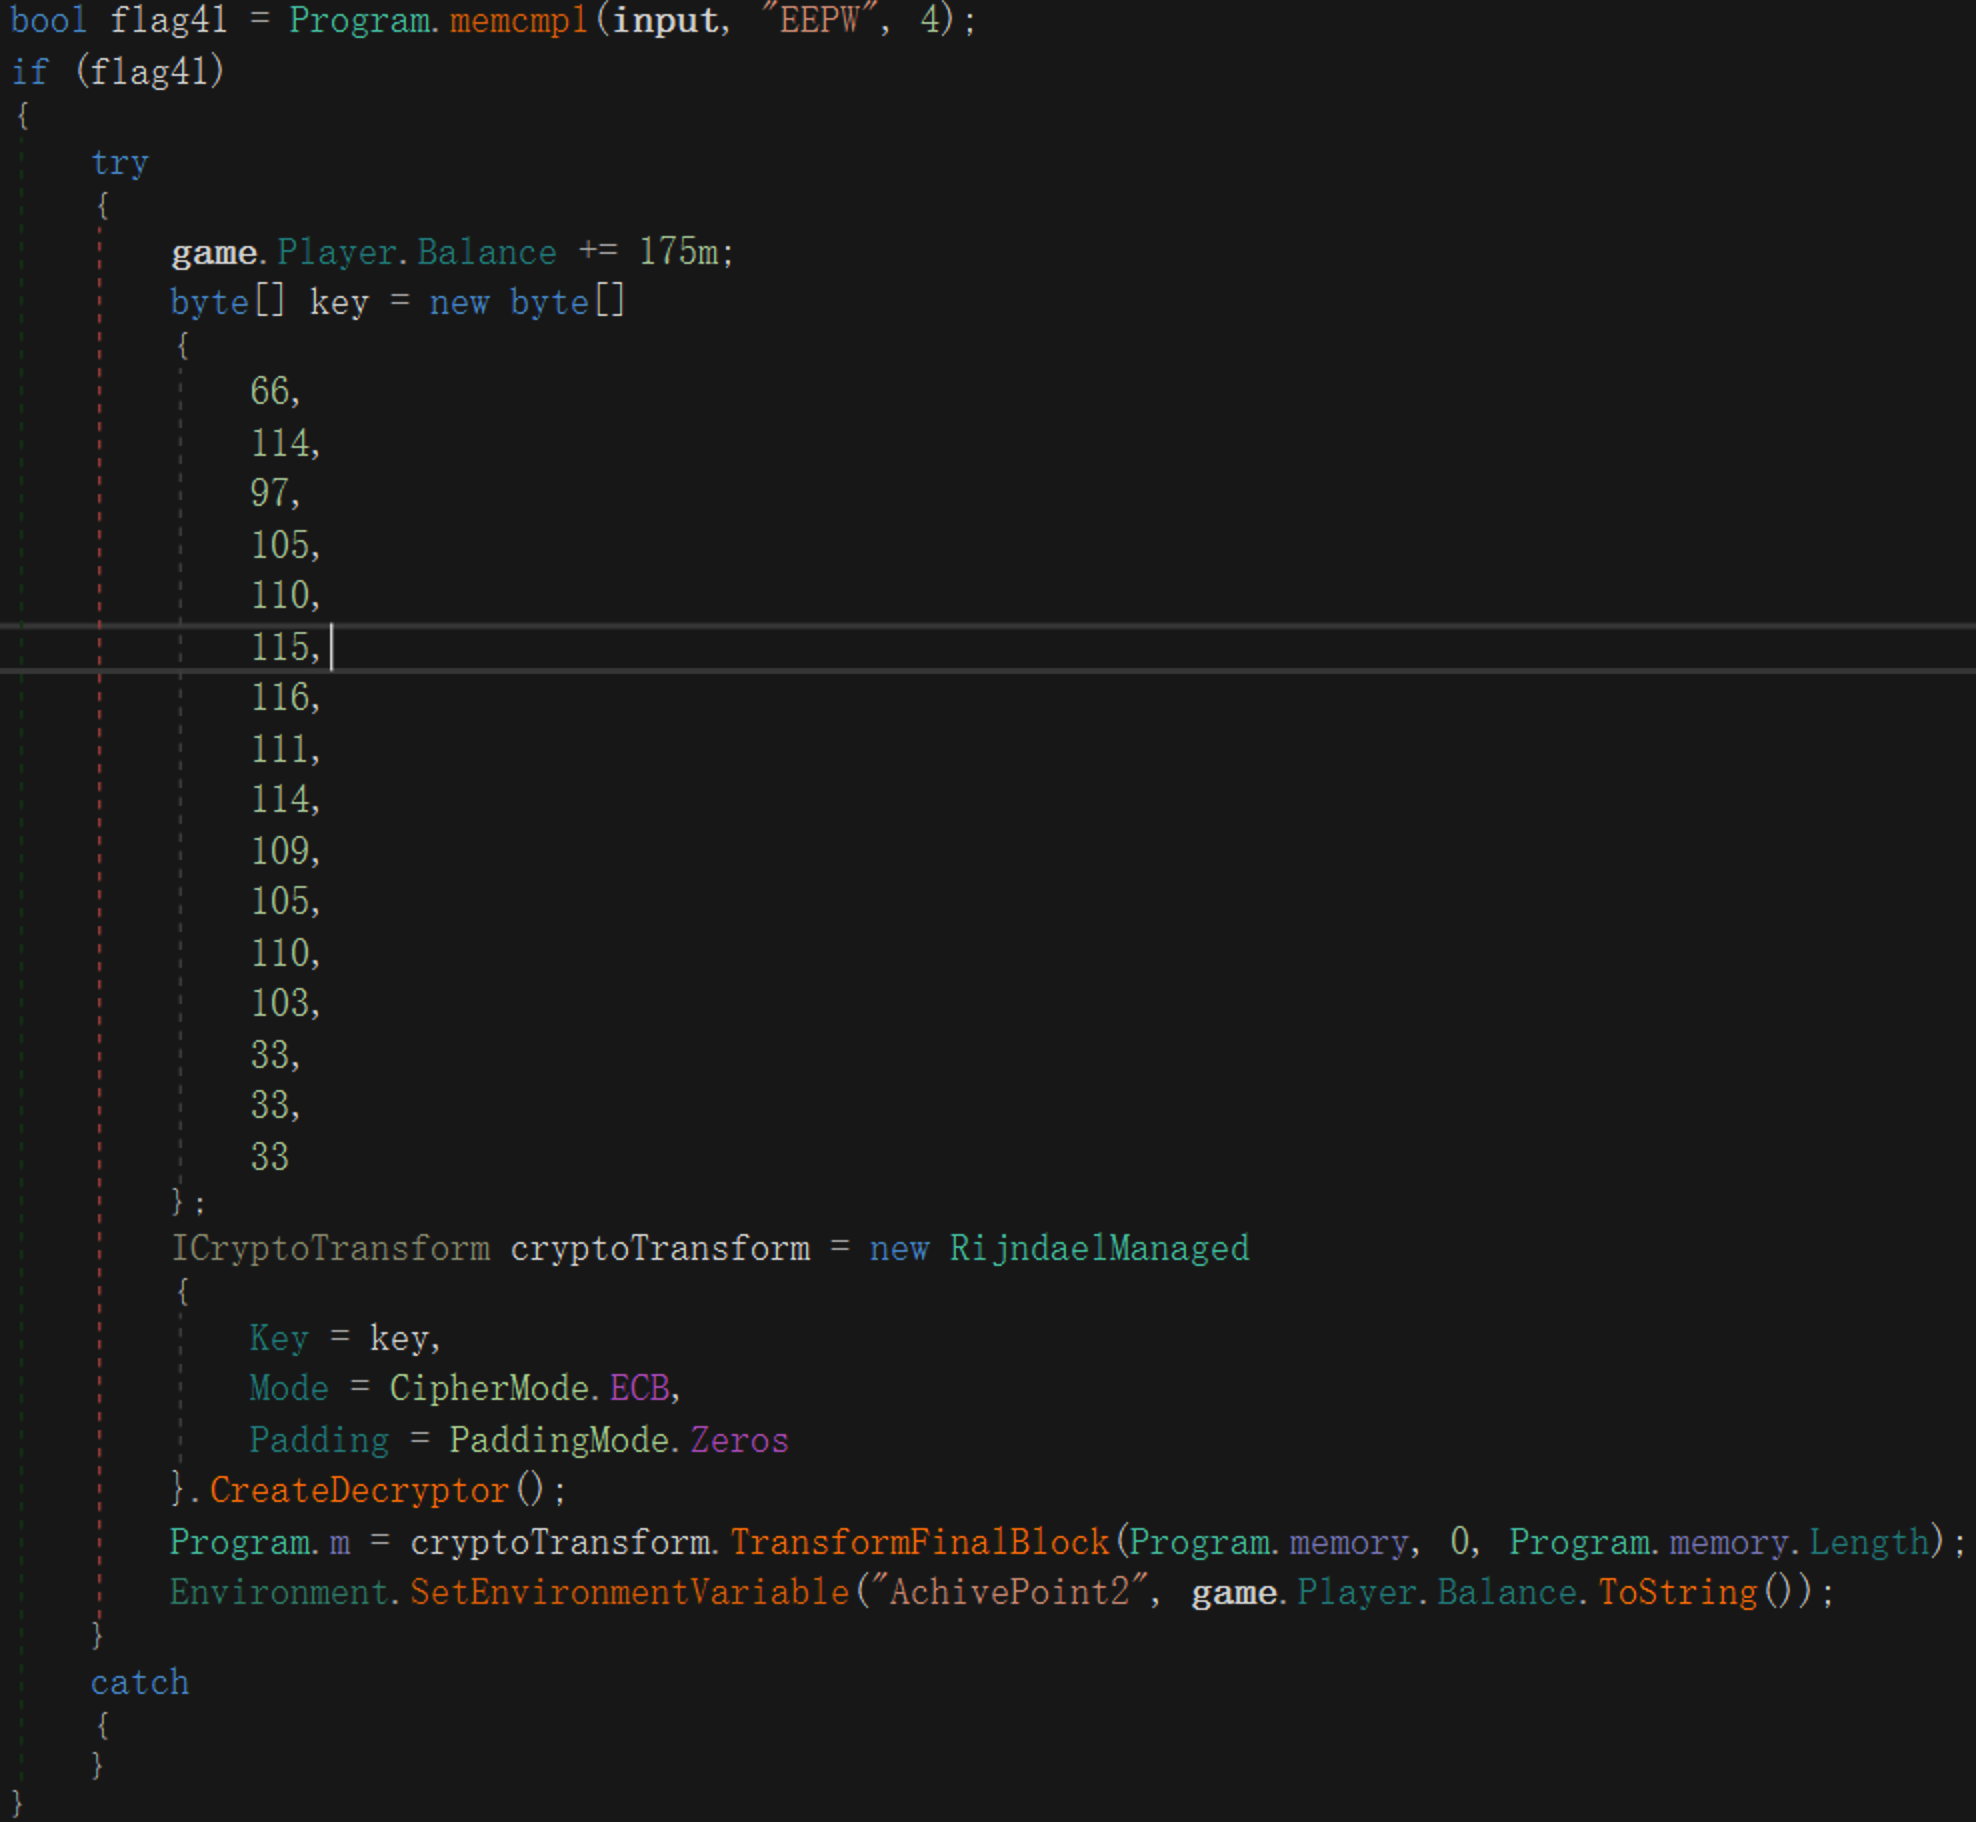 bool flag41 = Program.memcmp1(input, "EEPW", 4);
if (flag41)
{
try
{
game.Player.Balance += 175m;
byte[] key = new byte[]
{
66,
114,
97,
105,
110,
115,
116,
111,
114,
109,
105,
110,
103,
33,
33,
33
};
ICryptoTransform cryptoTransform = new RijndaelManaged
{
Key = key,
Mode = CipherMode.ECB,
Padding = PaddingMode.Zeros
}.CreateDecryptor();
Program.m = cryptoTransform.TransformFinalBlock(Program.memory, 0, Program.memory.Length);
Environment.SetEnvironmentVariable("AchivePoint2", game.Player.Balance.ToString());
}
catch
{
}
}